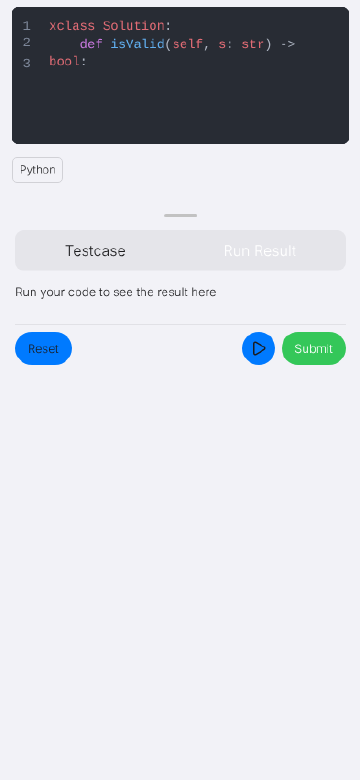 1 xclass Solution:
2 def isValid(self, s: str) ->
3 bool:
Python
Testcase Run Result
Run your code to see the result here
Reset Submit